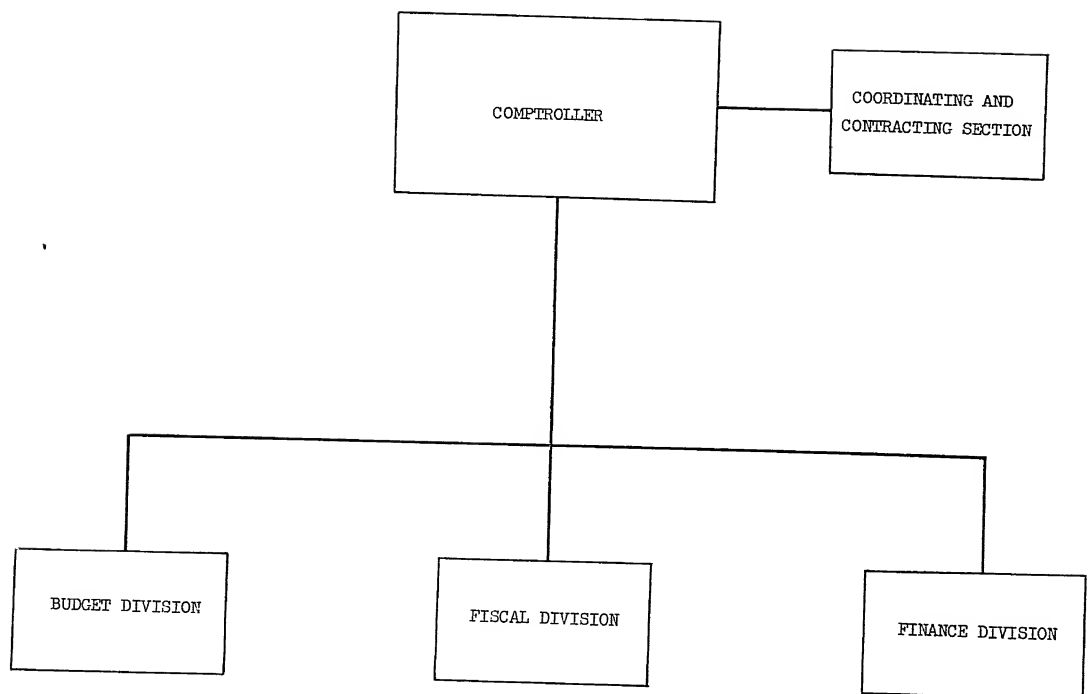 COMPTROLLER
COORDINATING AND
CONTRACTING SECTION
BUDGET DIVISION
FISCAL DIVISION
FINANCE DIVISION